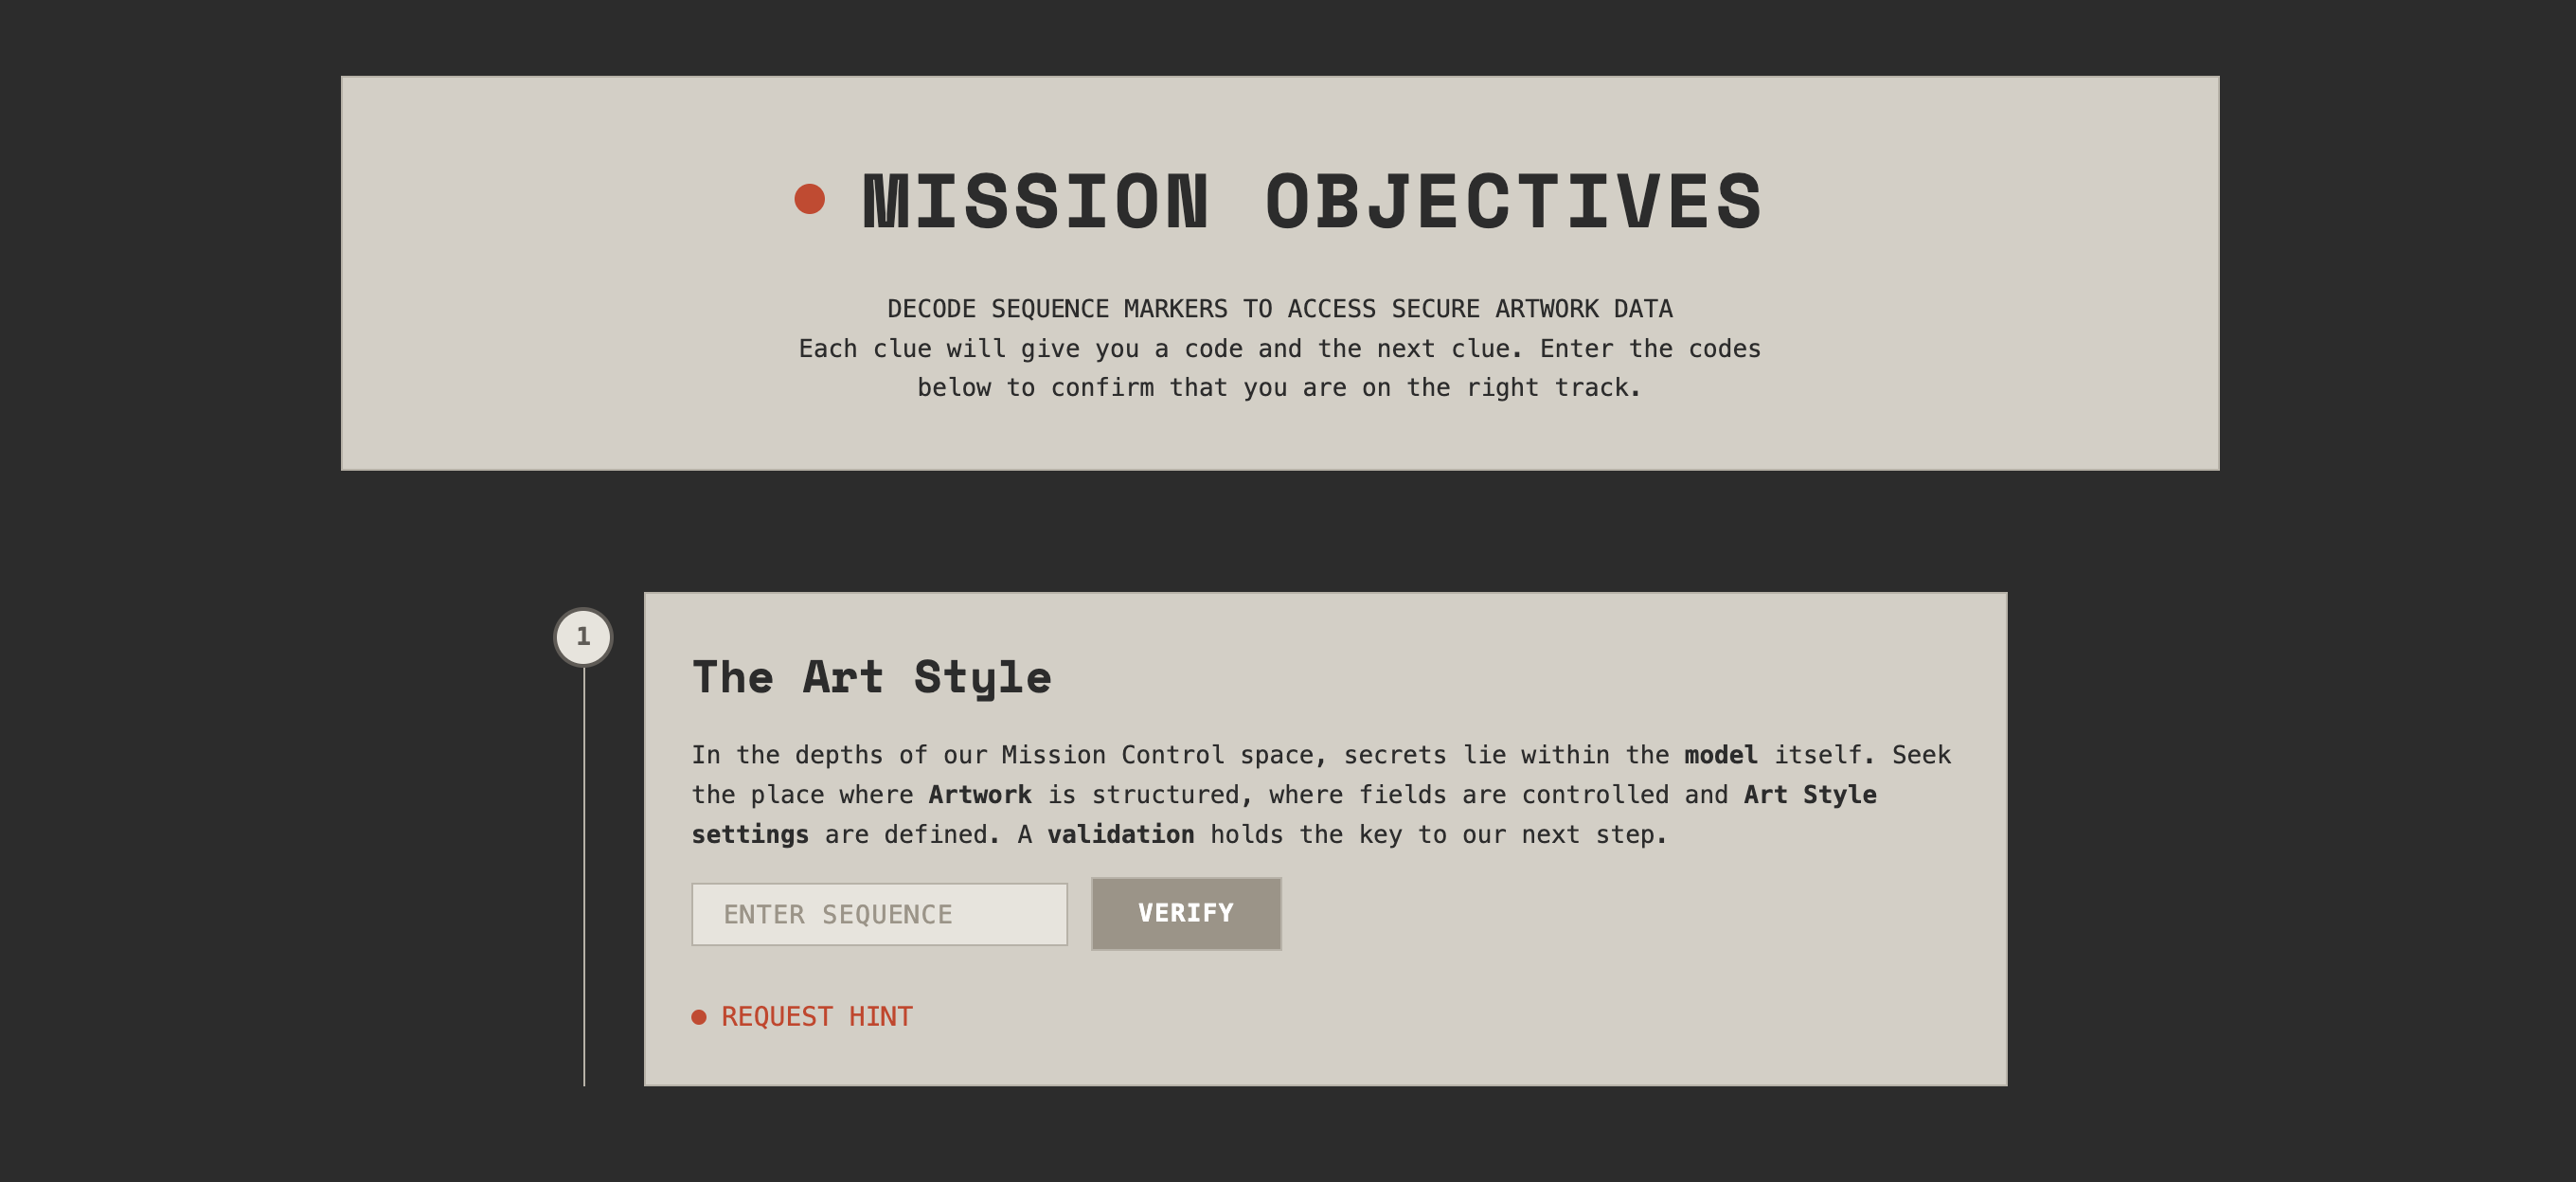 MISSION OBJECTIVES
DECODE SEQUENCE MARKERS TO ACCESS SECURE ARTWORK DATA
Each clue will give you a code and the next clue. Enter the codes
below to confirm that you are on the right track.
1
The Art Style
In the depths of our Mission Control space, secrets lie within the model itself. Seek
the place where Artwork is structured, where fields are controlled and Art Style
settings are defined. A validation holds the key to our next step.
ENTER SEQUENCE
VERIFY
REQUEST HINT